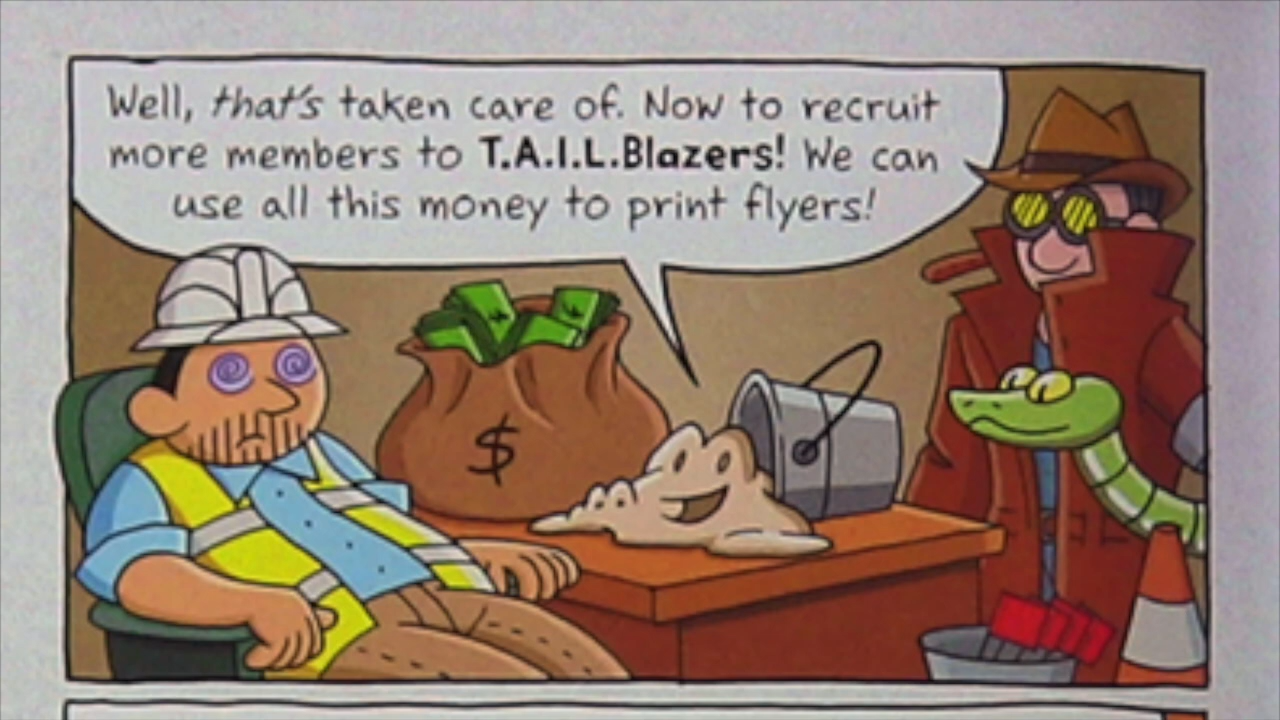 Well, that's taken care of. Now to recruit
more members to T.A.I.L.Blazers! We can
use all this money to print flyers!
$